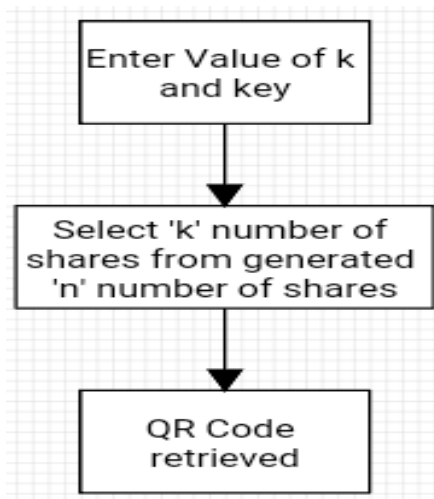 Enter Value of k
and key
Select 'k' number of
shares from generated
'n' number of shares
QR Code
retrieved